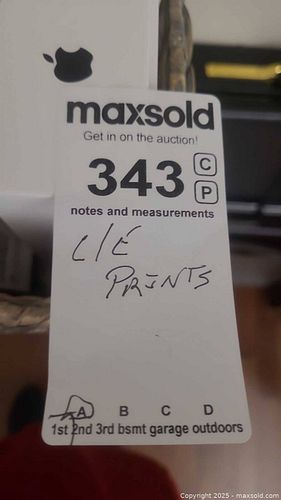 maxsold
Get in on the auction!
343 C
P
notes and measurements
L/E
PRINTS
A B C D
1st 2nd 3rd bsmt garage outdoors
Copyright 2025 - maxsold.com